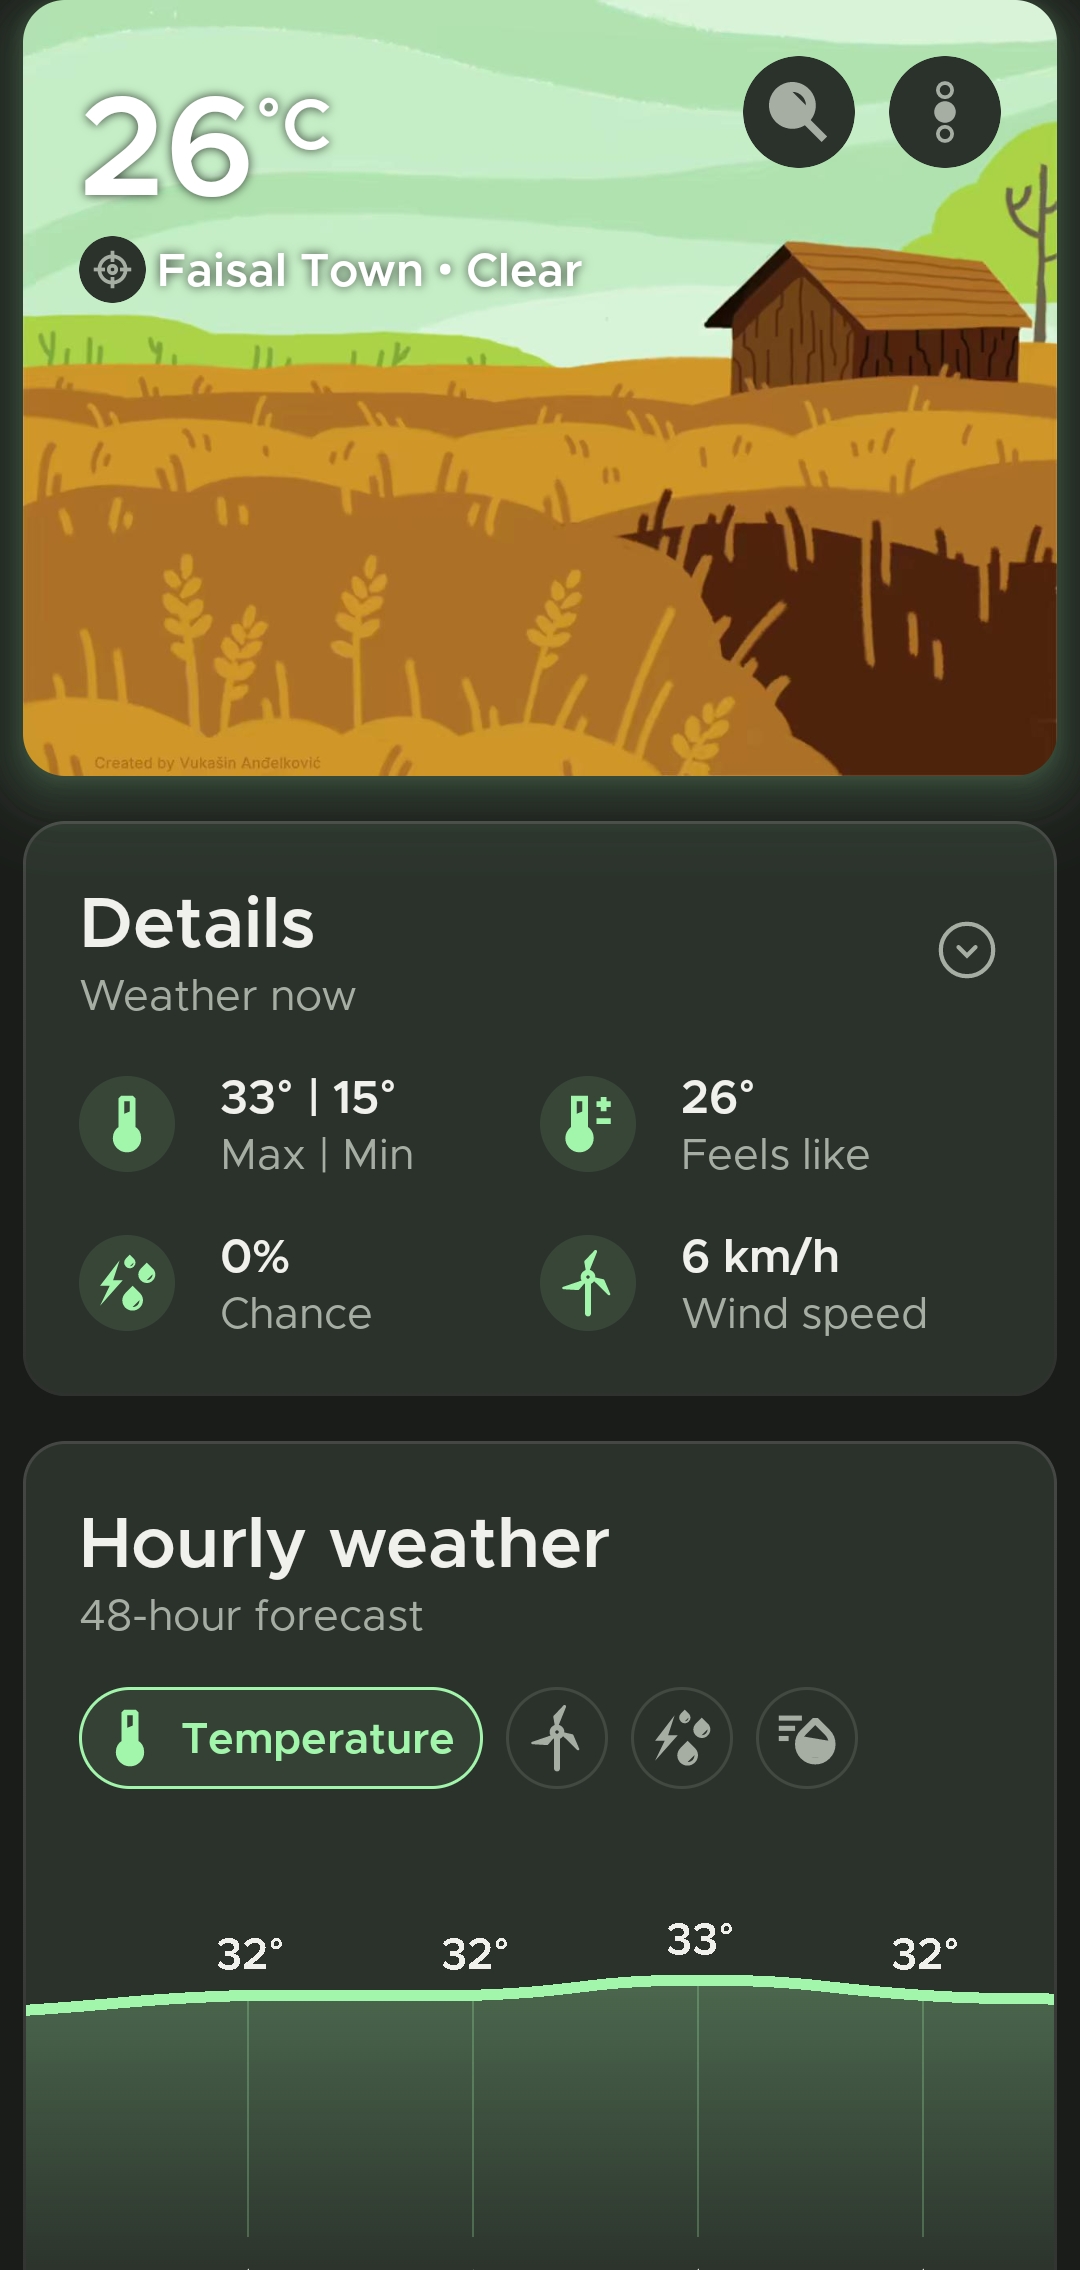 26°C
Faisal Town • Clear
Created by Vukašin Anđelković
Details
Weather now
33° | 15°
Max | Min
26°
Feels like
0%
Chance
6 km/h
Wind speed
Hourly weather
48-hour forecast
Temperature
32° 32° 33° 32°